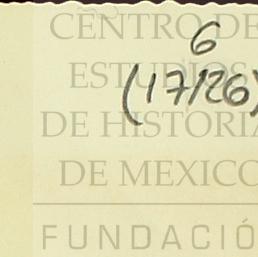 CENTRO DE
6
ESTUDIOS
(17/26)
DE HISTORIA
DE MEXICO
FUNDACIÓ